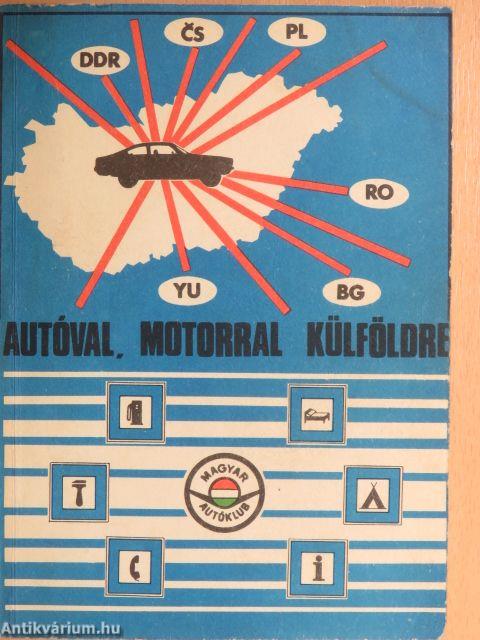 ČS
PL
DDR
RO
YU
BG
AUTÓVAL, MOTORRAL KÜLFÖLDRE
MAGYAR
AUTÓKLUB
i
Antikvárium.hu